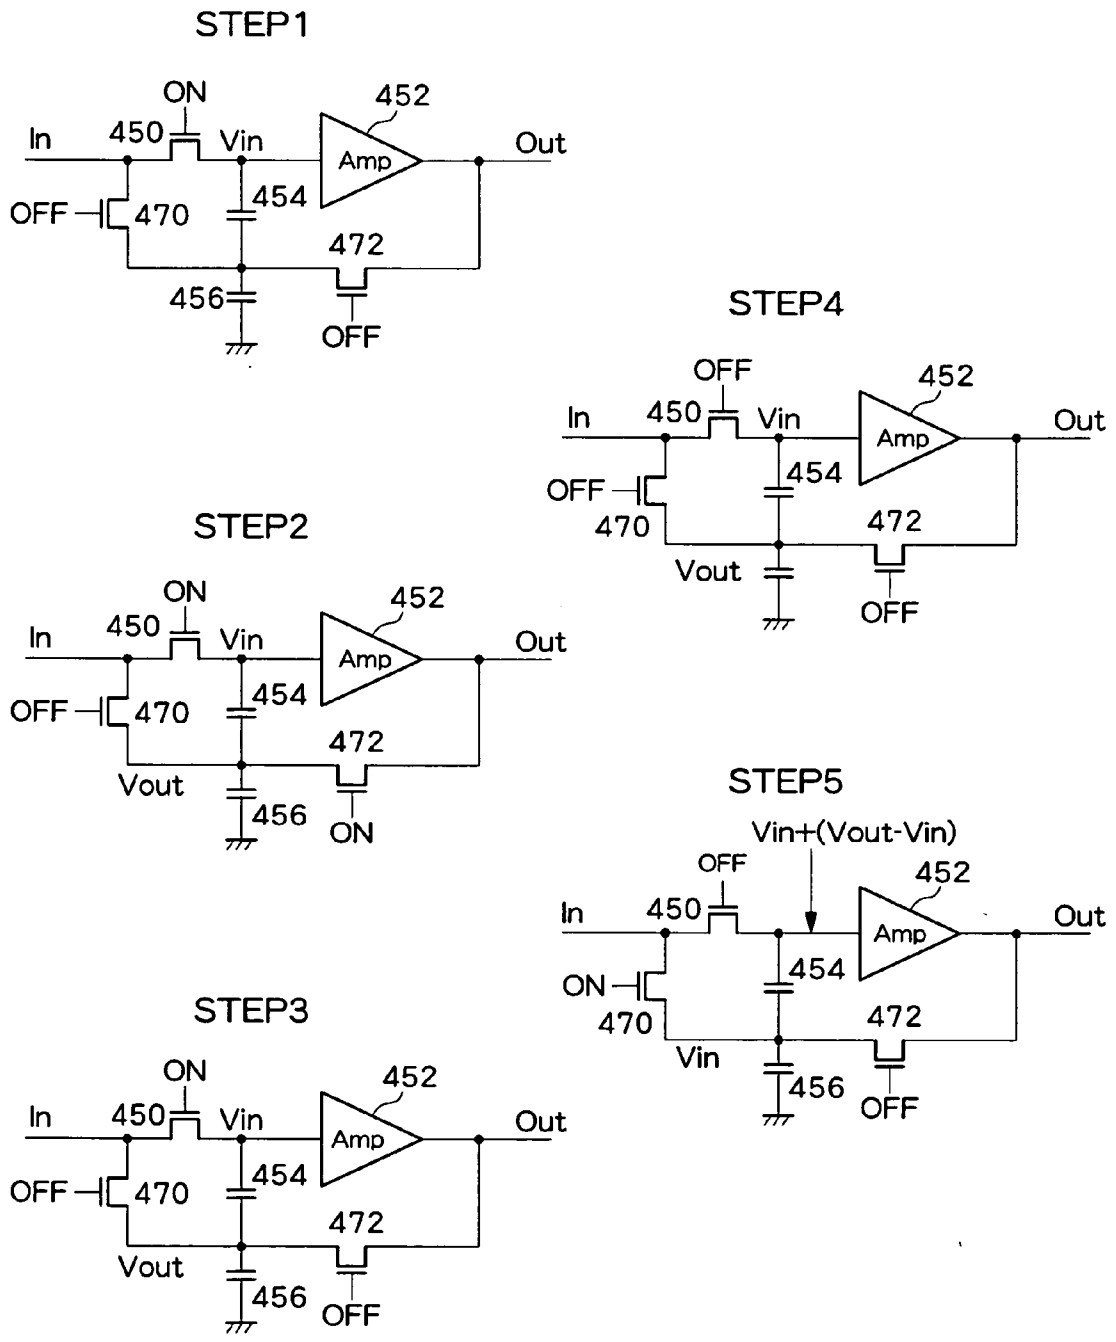 STEP1
ON
452
In
450
Vin
Amp
Out
OFF
470
454
472
456
OFF
STEP2
ON
452
In
450
Vin
Amp
Out
OFF
470
454
472
Vout
456
ON
STEP3
ON
452
In
450
Vin
Amp
Out
OFF
470
454
472
Vout
456
OFF
STEP4
OFF
452
In
450
Vin
Amp
Out
OFF
470
454
472
Vout
OFF
STEP5
Vin+(Vout-Vin)
OFF
452
In
450
Amp
Out
ON
470
454
472
Vin
456
OFF